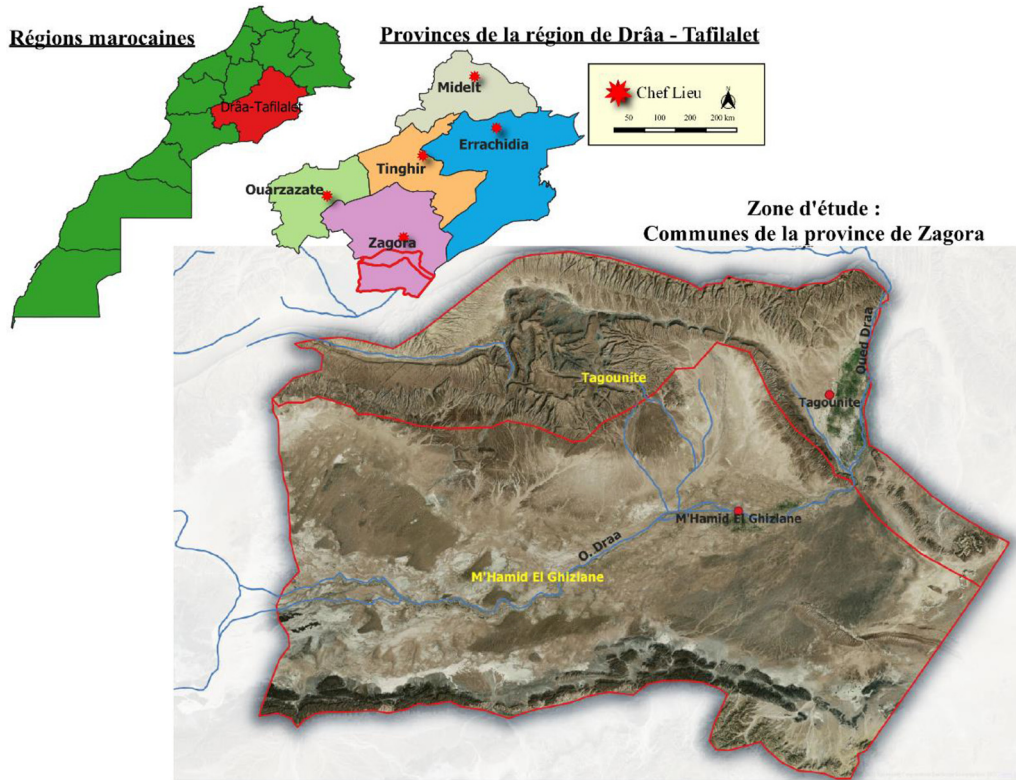 Régions marocaines
Provinces de la région de Drâa - Tafilalet
Drâa-Tafilalet
Midelt
Errachidia
Tinghir
Ouarzazate
Zagora
Chef Lieu
50 100 200 200 km
Zone d'étude :
Communes de la province de Zagora
Oued Draa
Tagounite
Tagounite
M'Hamid El Ghizlane
O. Draa
M'Hamid El Ghizlane